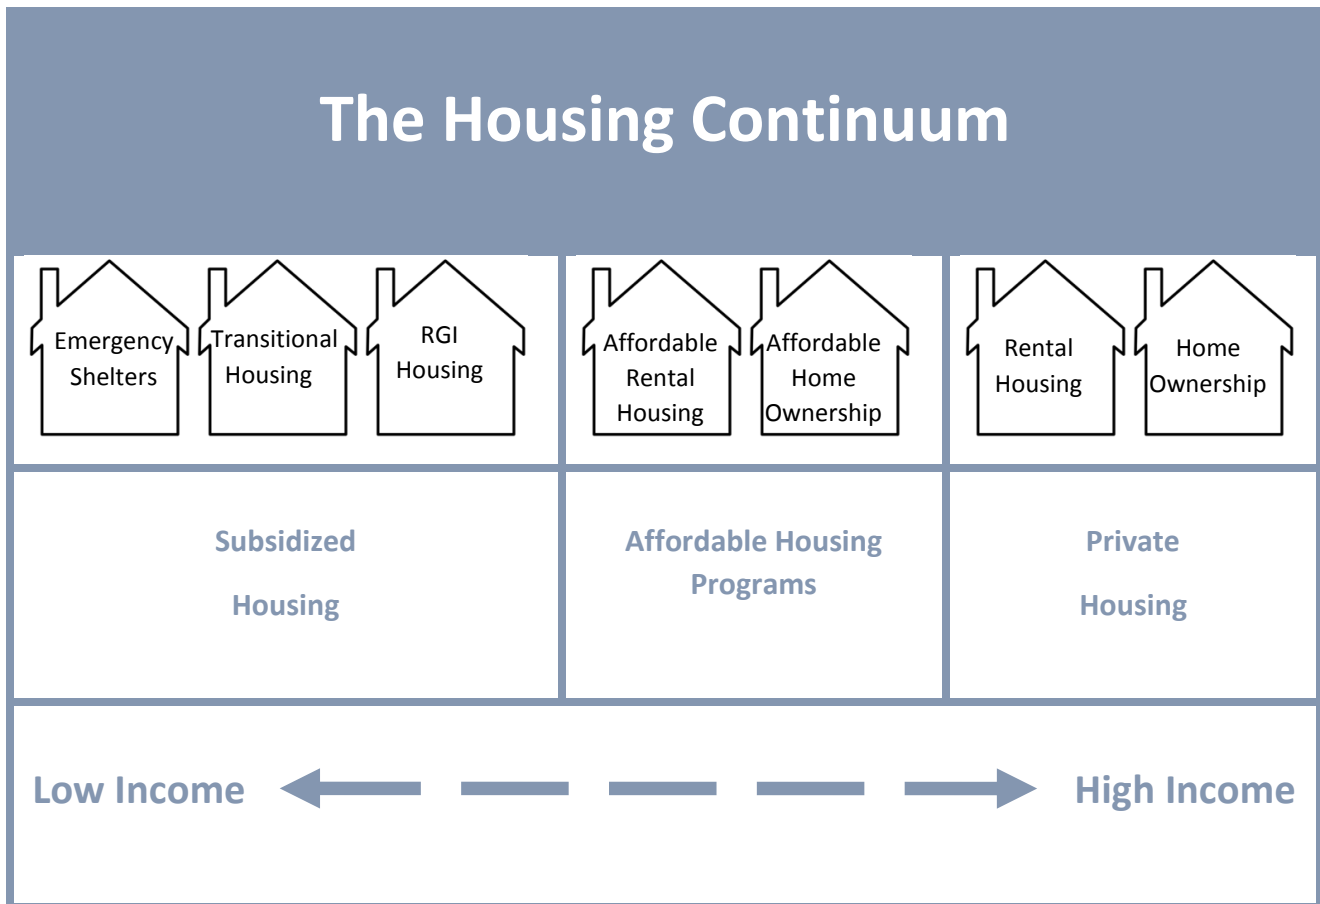 The Housing Continuum
Emergency
Shelters
Transitional
Housing
RGI
Housing
Affordable
Rental
Housing
Affordable
Home
Ownership
Rental
Housing
Home
Ownership
Subsidized
Housing
Affordable Housing
Programs
Private
Housing
Low Income
High Income